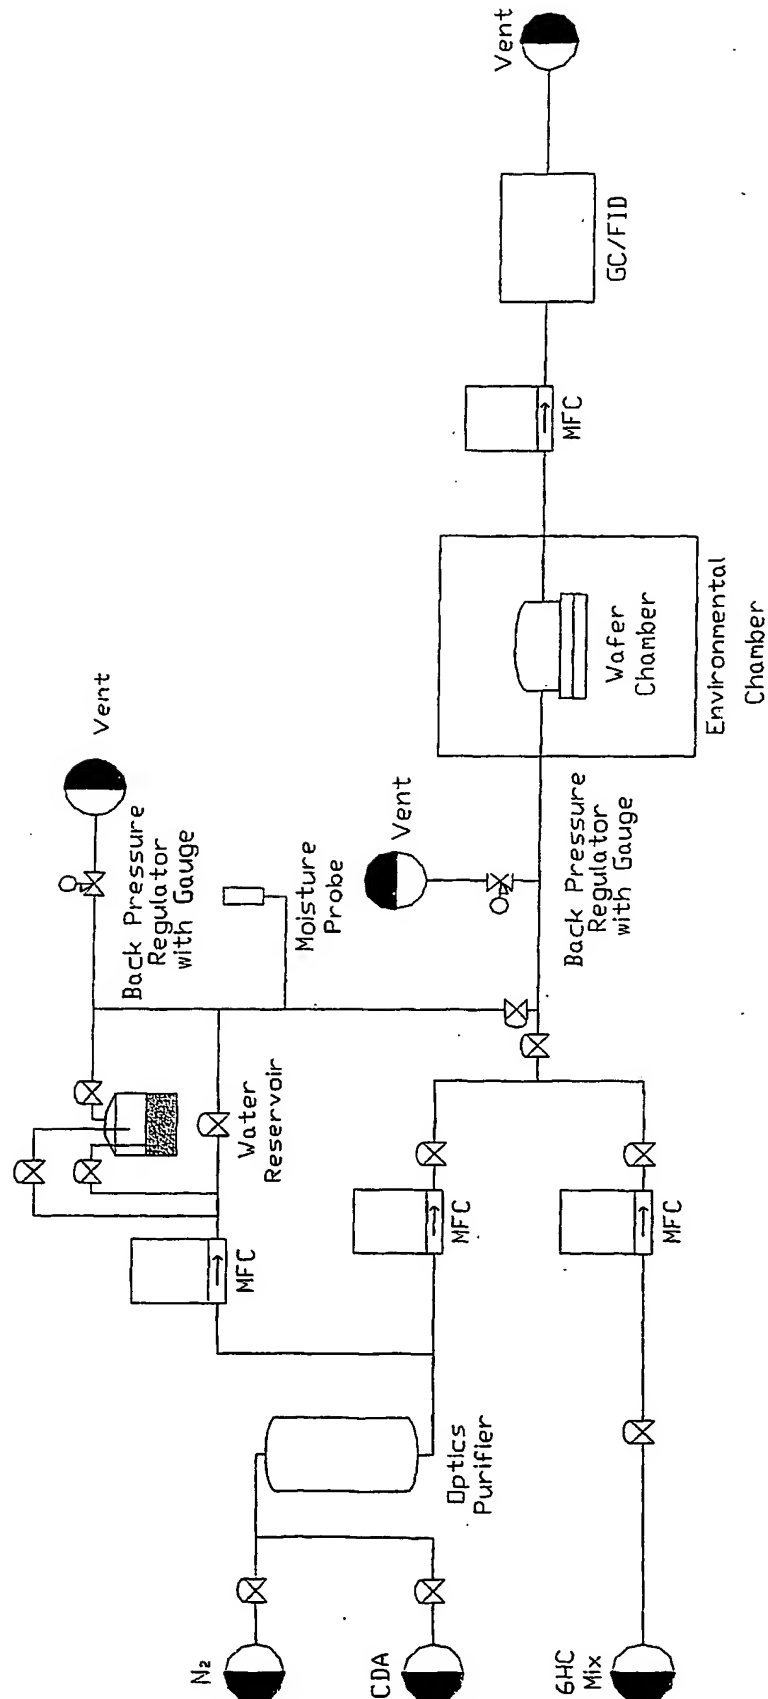 Vent
GC/FID
MFC
Wafer
Chamber
Environmental
Chamber
Vent
Back Pressure
Regulator
with Gauge
Moisture
Probe
Vent
Back Pressure
Regulator
with Gauge
Water
Reservoir
MFC
MFC
MFC
Optics
Purifier
N₂
CDA
6HC
Mix